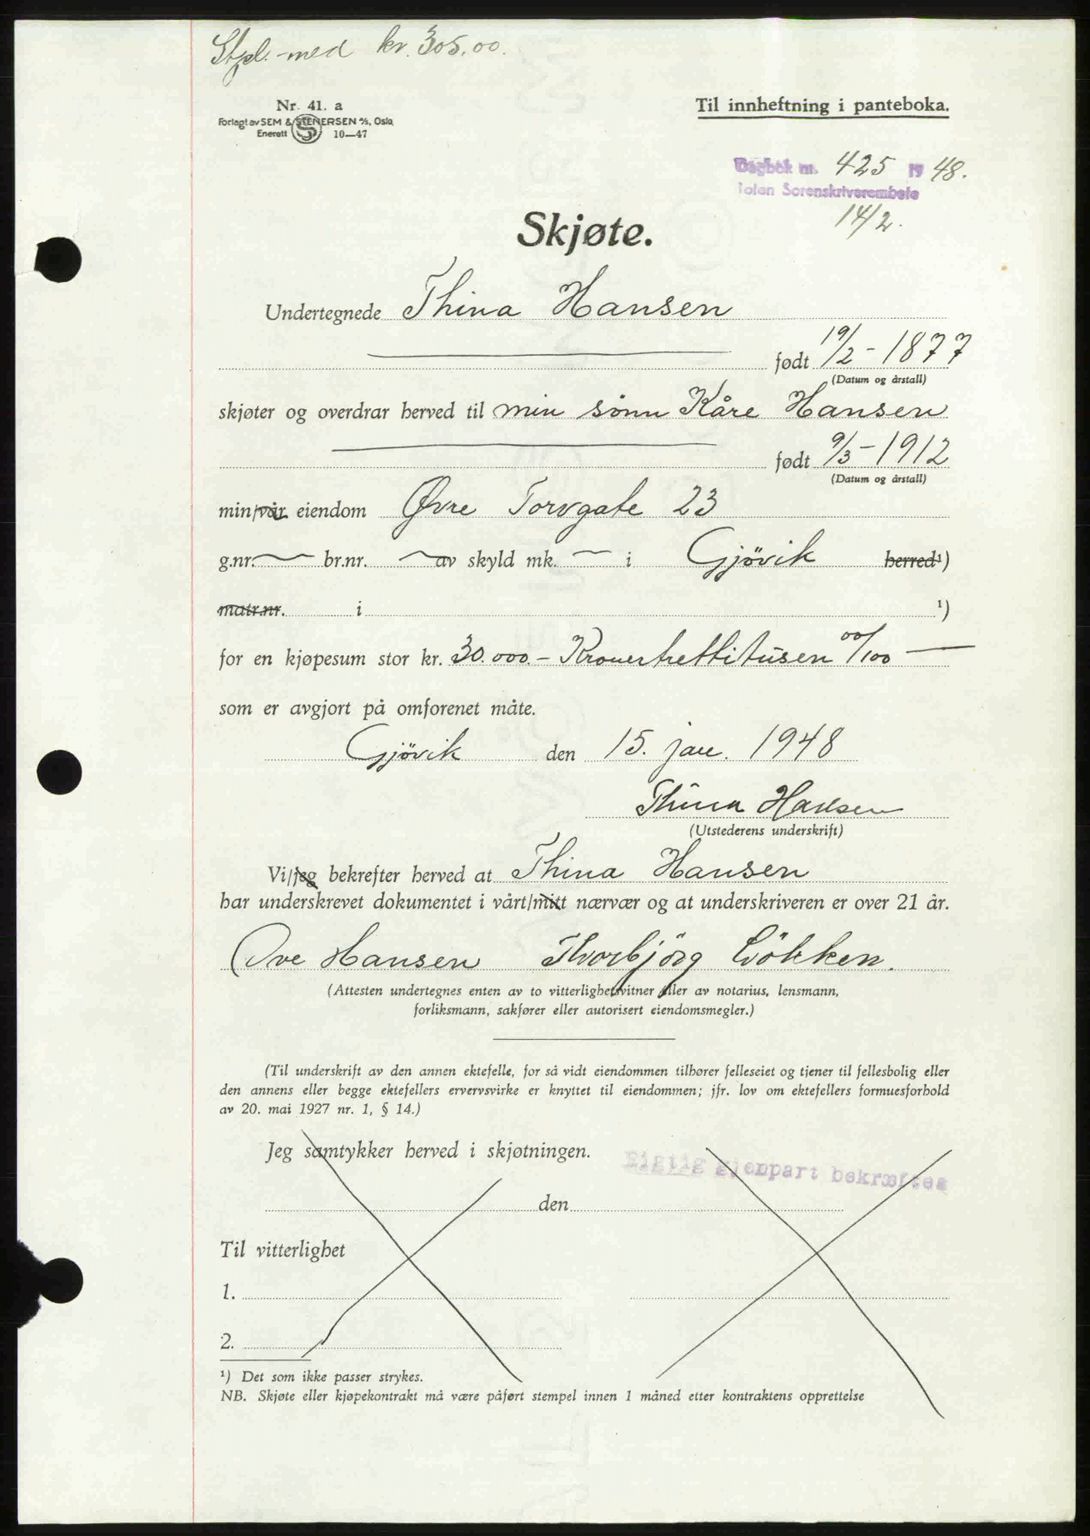 Stpl. med kr. 305.00.
Nr. 41. a
Forlagt av SEM & STENERSEN A/S, Oslo
Enerett 10—47
Til innheftning i panteboka.
Dagbok nr. 425 1948.
Toten Sorenskriverembete
14/2.
Skjøte.
Undertegnede Thina Hansen
født 19/2 - 1877
(Datum og årstall)
skjøter og overdrar herved til min sönn Kåre Hansen
født 9/3 - 1912
(Datum og årstall)
min/vår eiendom Øvre Torvgate 23
g.nr. — br.nr. — av skyld mk. — i Gjövik herred¹)
matr.nr. i ¹)
for en kjøpesum stor kr. 30.000.- Kronertrettitusen 00/100 —
som er avgjort på omforenet måte.
Gjövik den 15. jan. 1948
Thina Hansen
(Utstederens underskrift)
Vi/jeg bekrefter herved at Thina Hansen
har underskrevet dokumentet i vårt/mitt nærvær og at underskriveren er over 21 år.
Ove Hansen Thorbjörg Lökken.
(Attesten undertegnes enten av to vitterlighetsvitner eller av notarius, lensmann,
forliksmann, sakfører eller autorisert eiendomsmegler.)
(Til underskrift av den annen ektefelle, for så vidt eiendommen tilhører felleseiet og tjener til fellesbolig eller
den annens eller begge ektefellers ervervsvirke er knyttet til eiendommen; jfr. lov om ektefellers formuesforhold
av 20. mai 1927 nr. 1, § 14.)
Jeg samtykker herved i skjøtningen.
Rigtig gjenpart bekræftes
den
Til vitterlighet
1.
2.
¹) Det som ikke passer strykes.
NB. Skjøte eller kjøpekontrakt må være påført stempel innen 1 måned etter kontraktens opprettelse